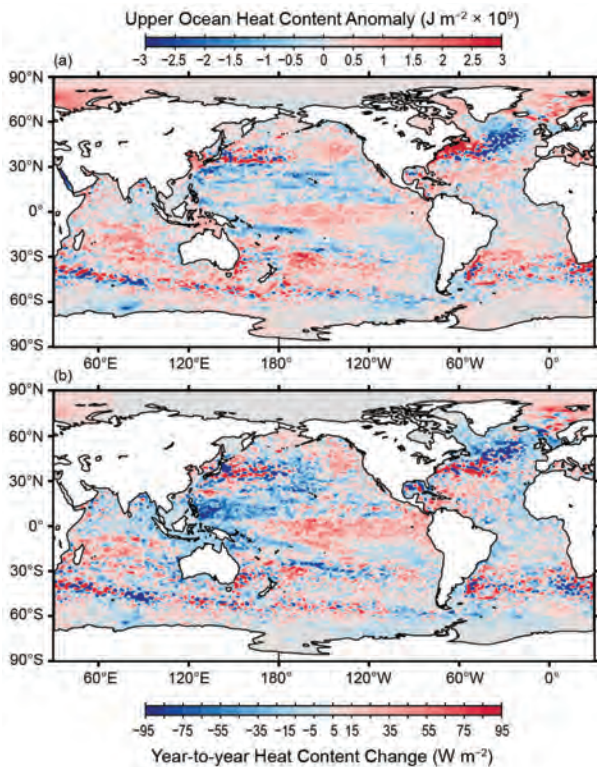 Upper Ocean Heat Content Anomaly (J m⁻² × 10⁹)
−3 −2.5 −2 −1.5 −1 −0.5 0 0.5 1 1.5 2 2.5 3
90°N (a)
60°N
30°N
0°
30°S
60°S
90°S
60°E 120°E 180° 120°W 60°W 0°
90°N (b)
60°N
30°N
0°
30°S
60°S
90°S
60°E 120°E 180° 120°W 60°W 0°
−95 −75 −55 −35 −15 5 15 35 55 75 95
Year-to-year Heat Content Change (W m⁻²)